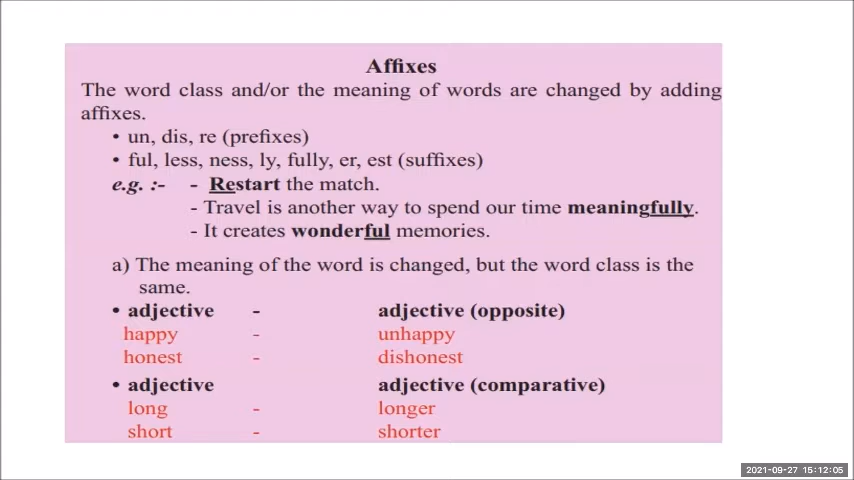 Affixes
The word class and/or the meaning of words are changed by adding
affixes.
• un, dis, re (prefixes)
• ful, less, ness, ly, fully, er, est (suffixes)
e.g. :- - Restart the match.
- Travel is another way to spend our time meaningfully.
- It creates wonderful memories.
a) The meaning of the word is changed, but the word class is the
same.
• adjective - adjective (opposite)
happy - unhappy
honest - dishonest
• adjective adjective (comparative)
long - longer
short - shorter
2021-09-27 15:12:05